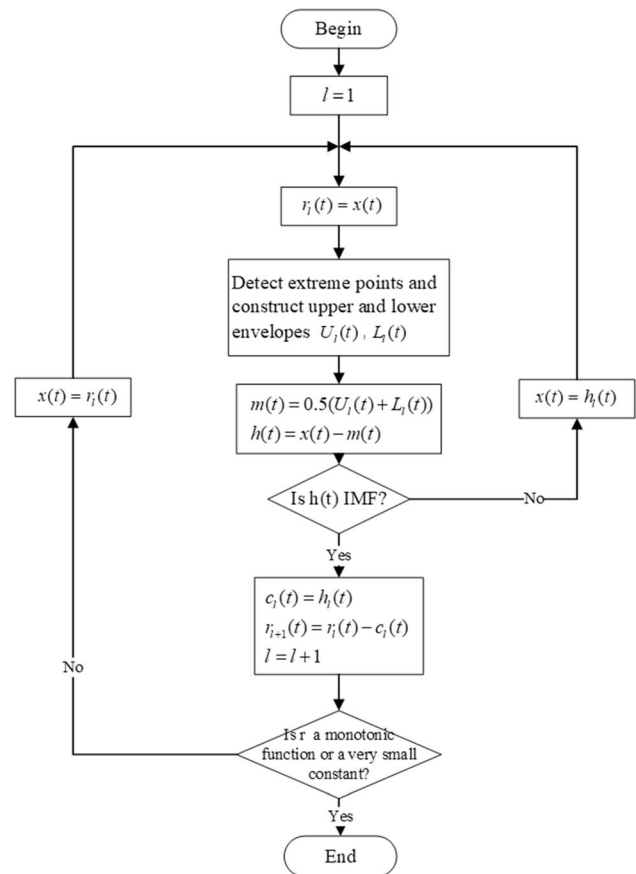 Begin
l = 1
r_l(t) = x(t)
Detect extreme points and
construct upper and lower
envelopes U_l(t), L_l(t)
x(t) = r_l(t)
m(t) = 0.5(U_l(t) + L_l(t))
h(t) = x(t) − m(t)
x(t) = h_l(t)
Is h(t) IMF?
No
Yes
c_l(t) = h_l(t)
r_{l+1}(t) = r_l(t) − c_l(t)
l = l + 1
No
Is r a monotonic
function or a very small
constant?
Yes
End